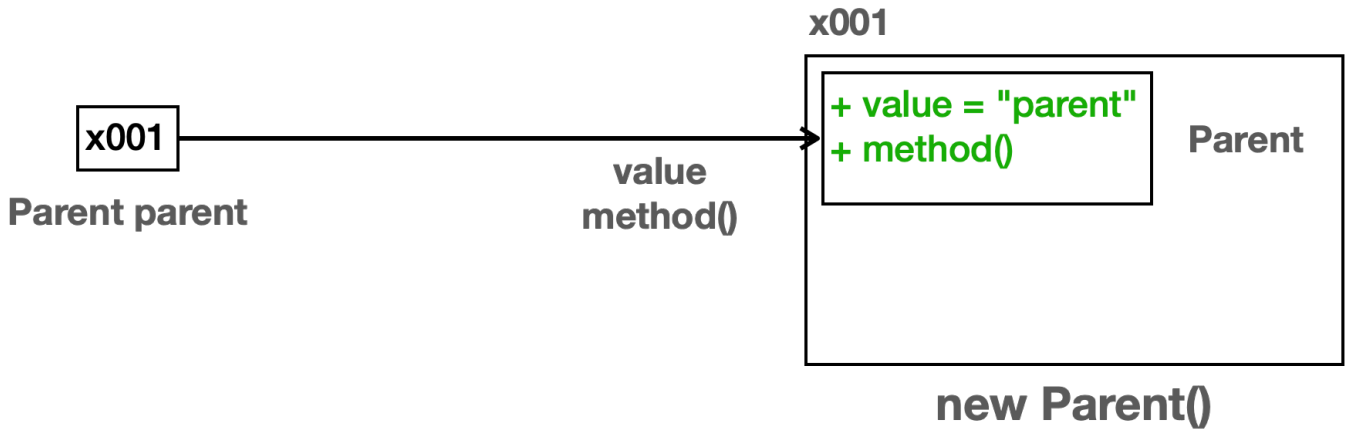 x001
x001
Parent parent
value
method()
+ value = "parent"
+ method()
Parent
new Parent()